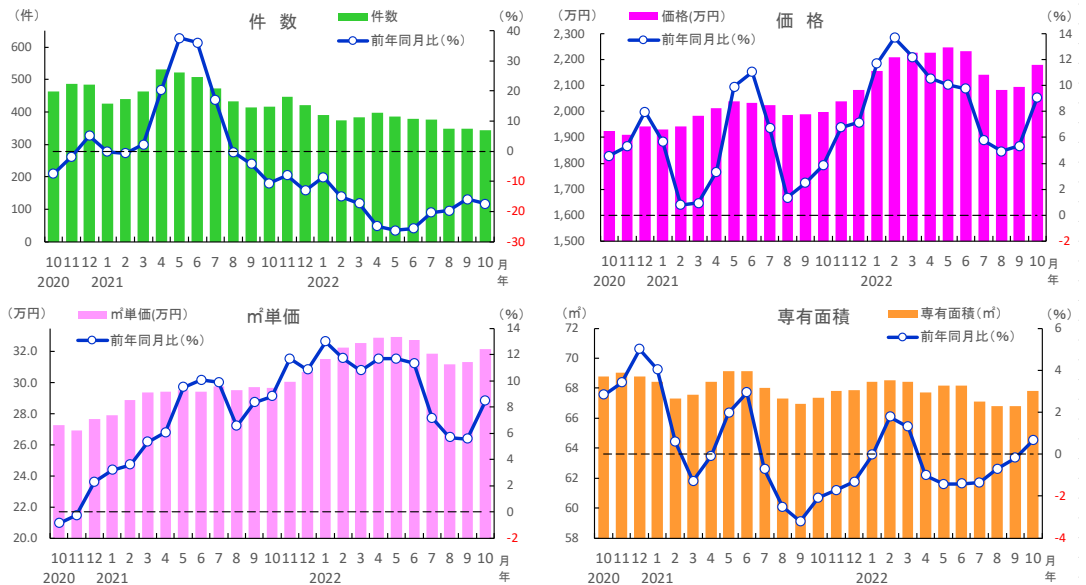 （件） 件 数 件数 （％）
前年同月比（％）
600 500 400 300 200 100 0
40 30 20 10 0 -10 -20 -30
10 11 12 1 2 3 4 5 6 7 8 9 10 11 12 1 2 3 4 5 6 7 8 9 10 月
2020 2021 2022 年
（万円） 価格(万円) 価 格 （％）
前年同月比（％）
2,300 2,200 2,100 2,000 1,900 1,800 1,700 1,600 1,500
14 12 10 8 6 4 2 0 -2
10 11 12 1 2 3 4 5 6 7 8 9 10 11 12 1 2 3 4 5 6 7 8 9 10 月
2020 2021 2022 年
（万円） ㎡単価(万円) ㎡単価 （％）
前年同月比（％）
32.0 30.0 28.0 26.0 24.0 22.0 20.0
14 12 10 8 6 4 2 0 -2
10 11 12 1 2 3 4 5 6 7 8 9 10 11 12 1 2 3 4 5 6 7 8 9 10 月
2020 2021 2022 年
（㎡） 専有面積 専有面積（㎡） （％）
前年同月比（％）
72 70 68 66 64 62 60 58
6 4 2 0 -2 -4
10 11 12 1 2 3 4 5 6 7 8 9 10 11 12 1 2 3 4 5 6 7 8 9 10 月
2020 2021 2022 年